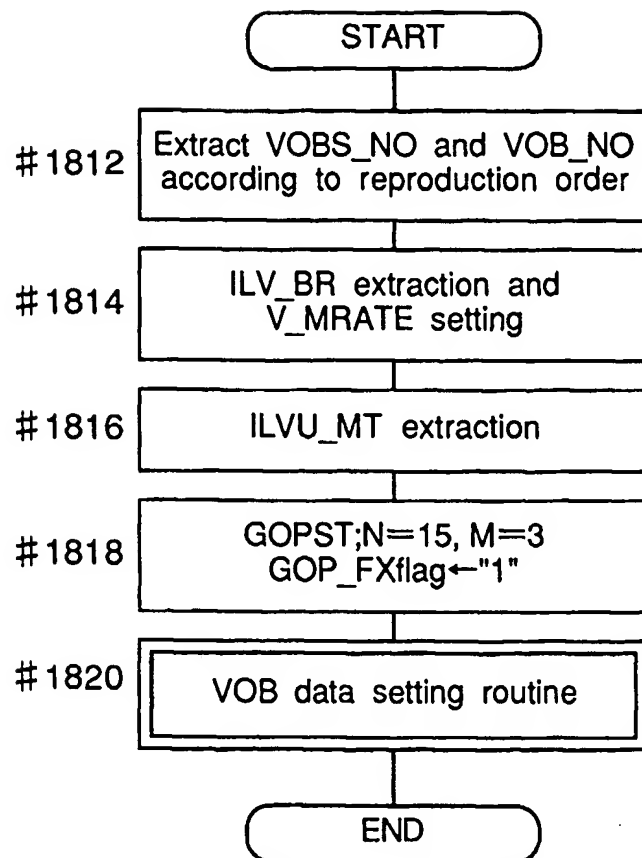 START
#1812
Extract VOBS_NO and VOB_NO
according to reproduction order
#1814
ILV_BR extraction and
V_MRATE setting
#1816
ILVU_MT extraction
#1818
GOPST;N=15, M=3
GOP_FXflag←"1"
#1820
VOB data setting routine
END